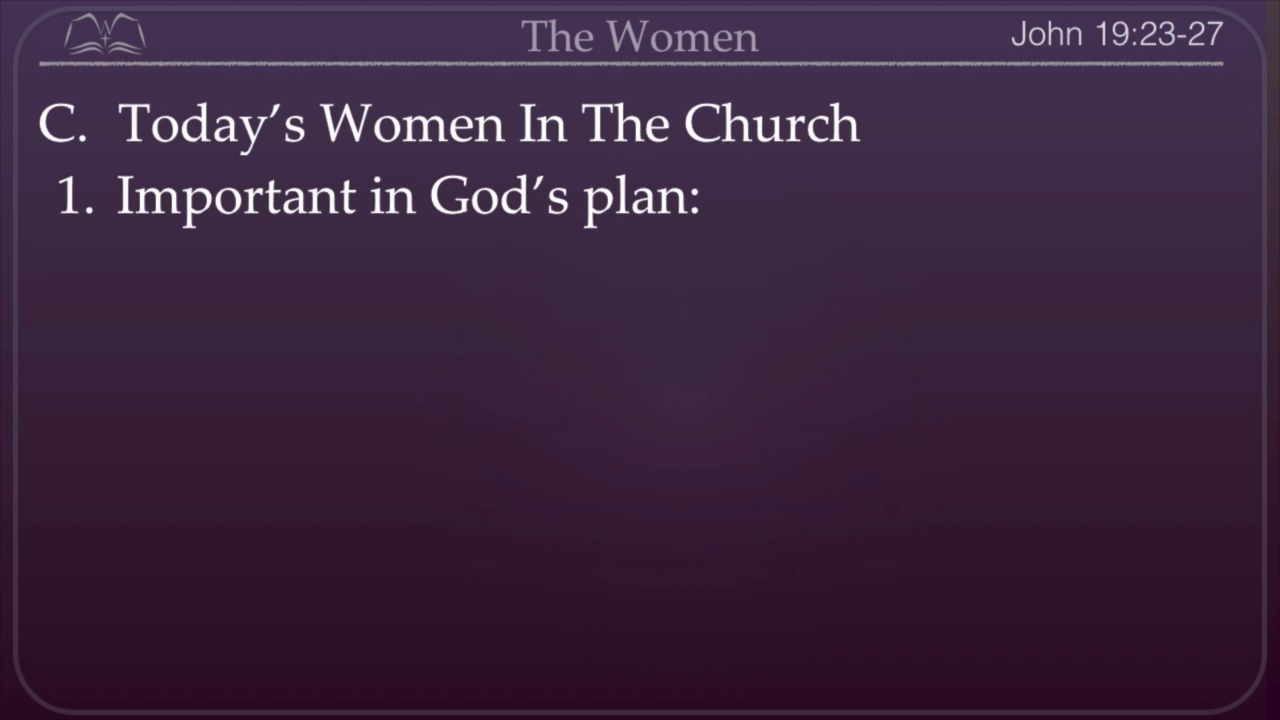 The Women
John 19:23-27
C. Today’s Women In The Church
1. Important in God’s plan: